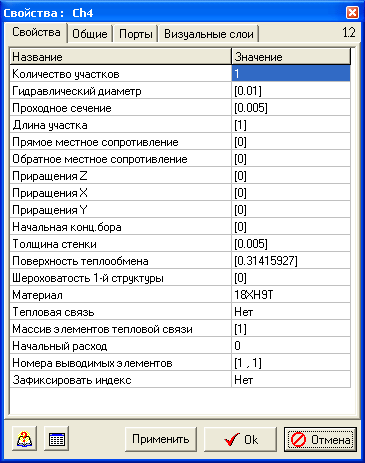 Свойства: Ch4
Свойства Общие Порты Визуальные слои 12
Название Значение
Количество участков 1
Гидравлический диаметр [0.01]
Проходное сечение [0.005]
Длина участка [1]
Прямое местное сопротивление [0]
Обратное местное сопротивление [0]
Приращения Z [0]
Приращения X [0]
Приращения Y [0]
Начальная конц.бора [0]
Толщина стенки [0.005]
Поверхность теплообмена [0.31415927]
Шероховатость 1-й структуры [0]
Материал 18ХН9Т
Тепловая связь Нет
Массив элементов тепловой связи [1]
Начальный расход 0
Номера выводимых элементов [1 , 1]
Зафиксировать индекс Нет
Применить Ok Отмена